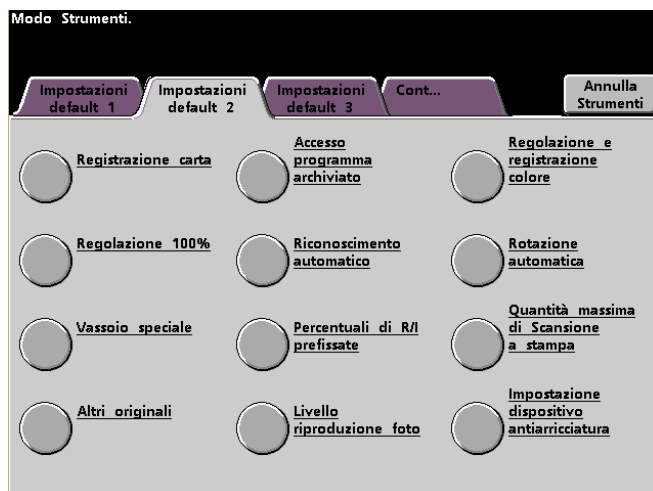 Modo Strumenti.
Impostazioni
default 1
Impostazioni
default 2
Impostazioni
default 3
Cont...
Annulla
Strumenti
Registrazione carta
Accesso
programma
archiviato
Regolazione e
registrazione
colore
Regolazione 100%
Riconoscimento
automatico
Rotazione
automatica
Vassoio speciale
Percentuali di R/I
prefissate
Quantità massima
di Scansione
a stampa
Altri originali
Livello
riproduzione foto
Impostazione
dispositivo
antiarricciatura